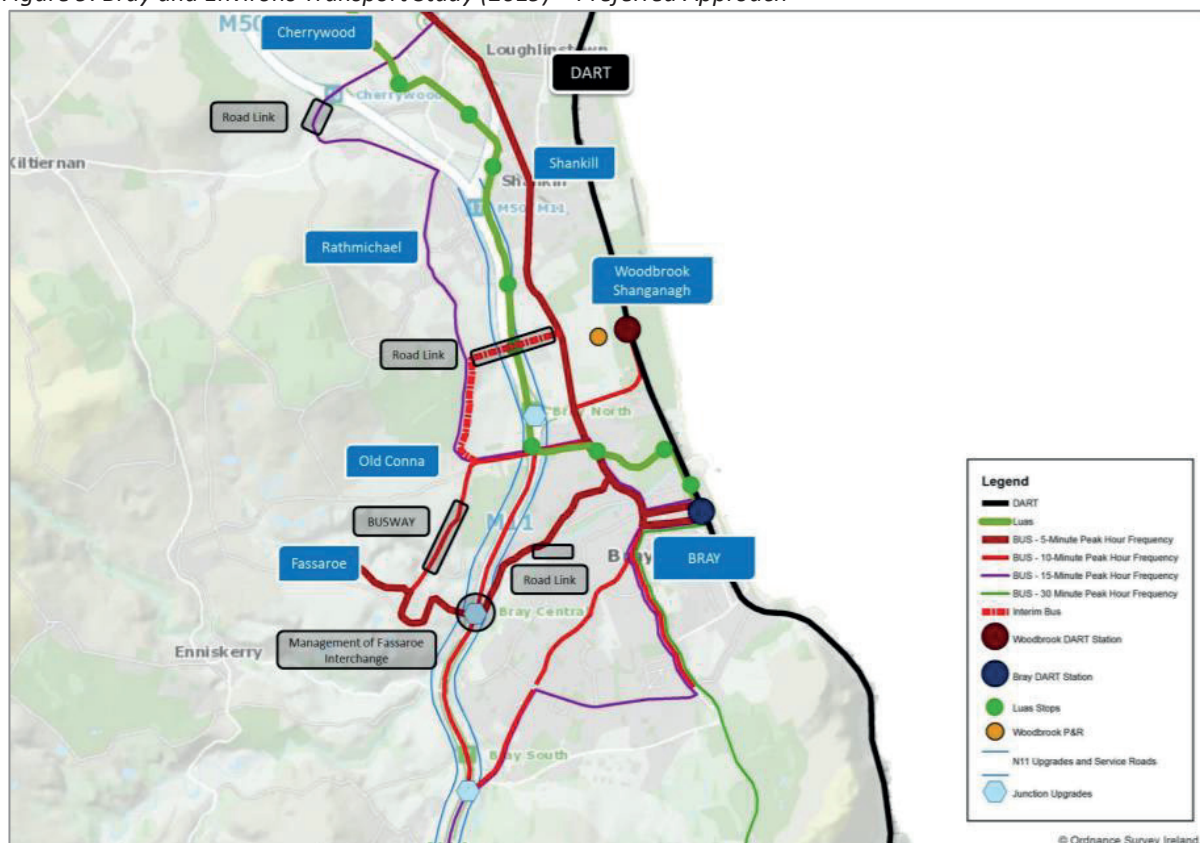 M50
Cherrywood
Loughlinstown
DART
Cherrywood
Road Link
Kiltiernan
Shankill
Shankill
M50/M11
Rathmichael
Woodbrook
Shanganagh
Road Link
Bray North
Old Conna
M11
BUSWAY
Fassaroe
Bray
BRAY
Road Link
Bray Central
Management of Fassaroe
Interchange
Enniskerry
Bray South
Legend
DART
Luas
BUS - 5-Minute Peak Hour Frequency
BUS - 10-Minute Peak Hour Frequency
BUS - 15-Minute Peak Hour Frequency
BUS - 30 Minute Peak Hour Frequency
Interim Bus
Woodbrook DART Station
Bray DART Station
Luas Stops
Woodbrook P&R
N11 Upgrades and Service Roads
Junction Upgrades
© Ordnance Survey Ireland